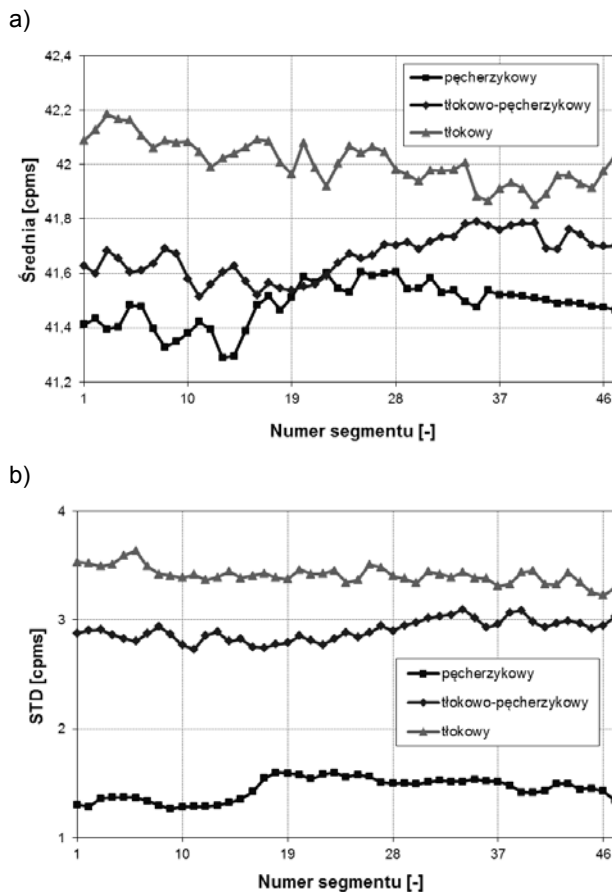 a)
42,4
42,2
42
41,8
41,6
41,4
41,2
Średnia [cpms]
pęcherzykowy
tłokowo-pęcherzykowy
tłokowy
1 10 19 28 37 46
Numer segmentu [-]
b)
4
3
2
1
STD [cpms]
pęcherzykowy
tłokowo-pęcherzykowy
tłokowy
1 10 19 28 37 46
Numer segmentu [-]